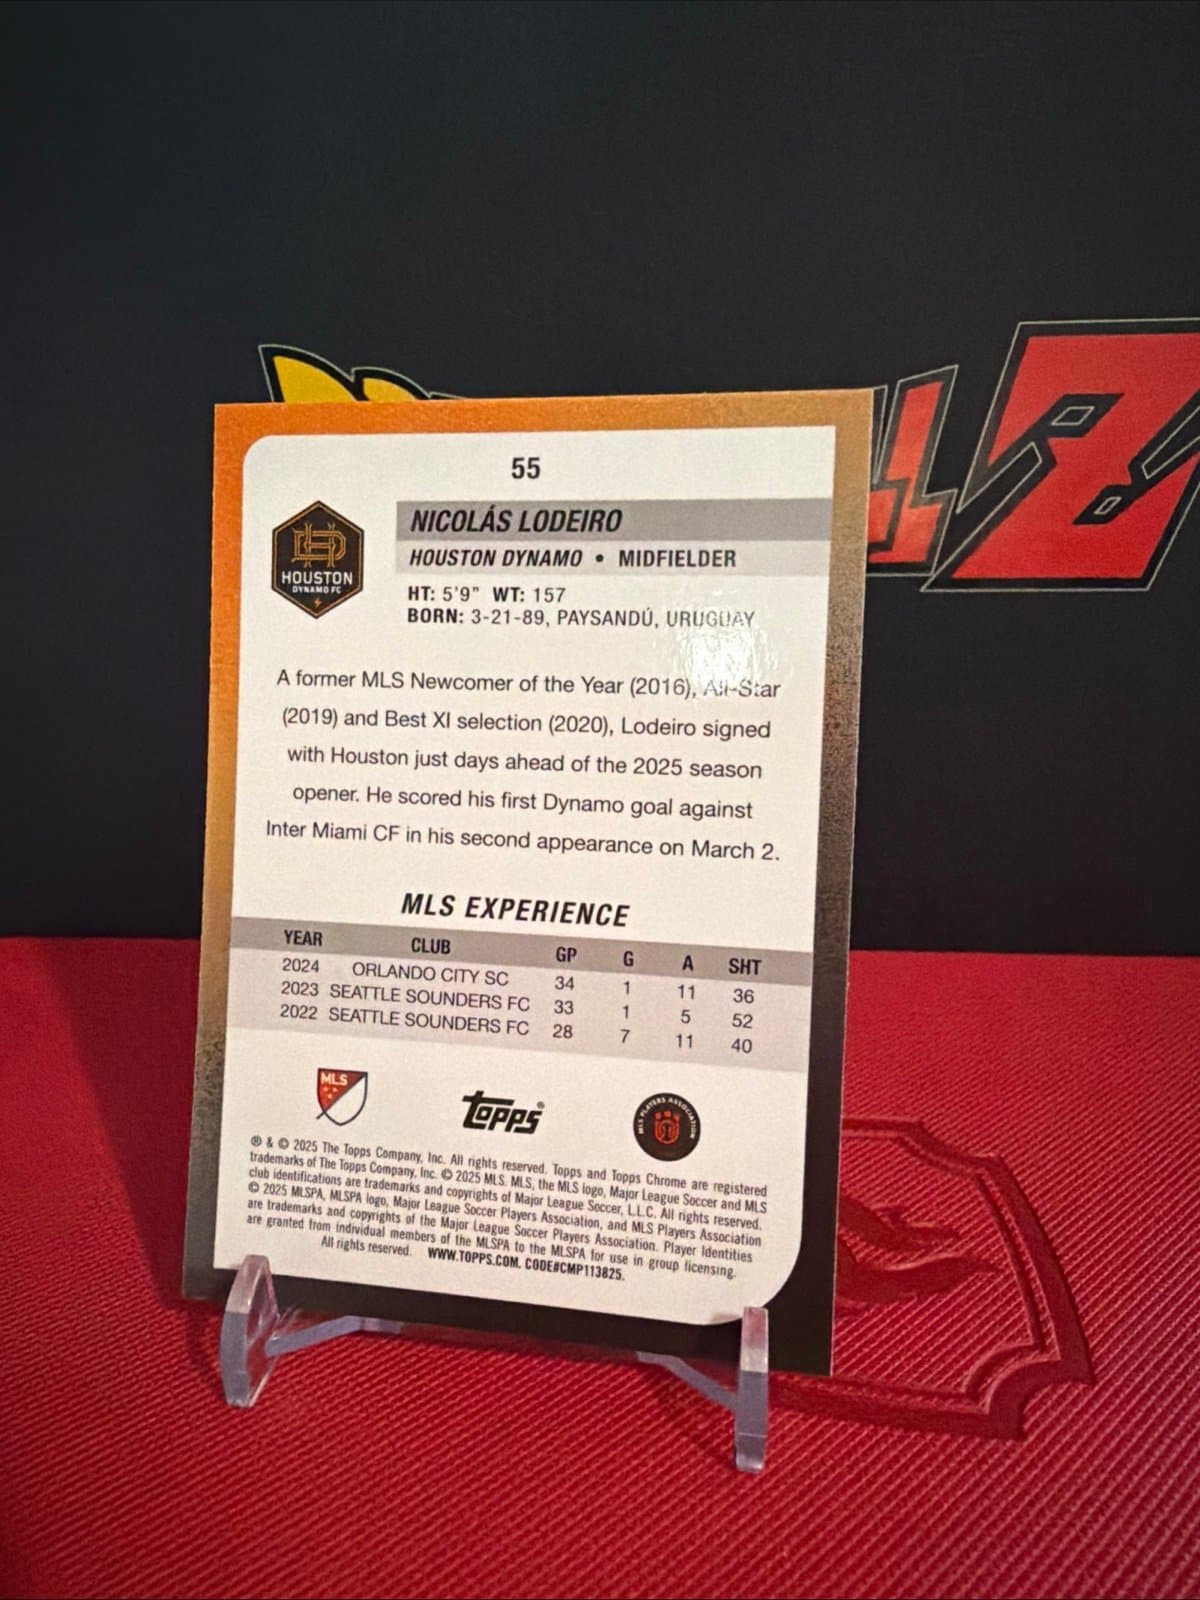 55
HOUSTON
DYNAMO FC
NICOLÁS LODEIRO
HOUSTON DYNAMO • MIDFIELDER
HT: 5'9" WT: 157
BORN: 3-21-89, PAYSANDÚ, URUGUAY
A former MLS Newcomer of the Year (2016), All-Star
(2019) and Best XI selection (2020), Lodeiro signed
with Houston just days ahead of the 2025 season
opener. He scored his first Dynamo goal against
Inter Miami CF in his second appearance on March 2.
MLS EXPERIENCE
YEAR CLUB GP G A SHT
2024 ORLANDO CITY SC 34 1 11 36
2023 SEATTLE SOUNDERS FC 33 1 5 52
2022 SEATTLE SOUNDERS FC 28 7 11 40
MLS
topps®
MLS PLAYERS ASSOCIATION
® & © 2025 The Topps Company, Inc. All rights reserved. Topps and Topps Chrome are registered
trademarks of The Topps Company, Inc. © 2025 MLS. MLS, the MLS logo, Major League Soccer and MLS
club identifications are trademarks and copyrights of Major League Soccer, L.L.C. All rights reserved.
© 2025 MLSPA, MLSPA logo, Major League Soccer Players Association, and MLS Players Association
are trademarks and copyrights of the Major League Soccer Players Association. Player Identities
are granted from individual members of the MLSPA to the MLSPA for use in group licensing.
All rights reserved. WWW.TOPPS.COM. CODE#CMP113825.